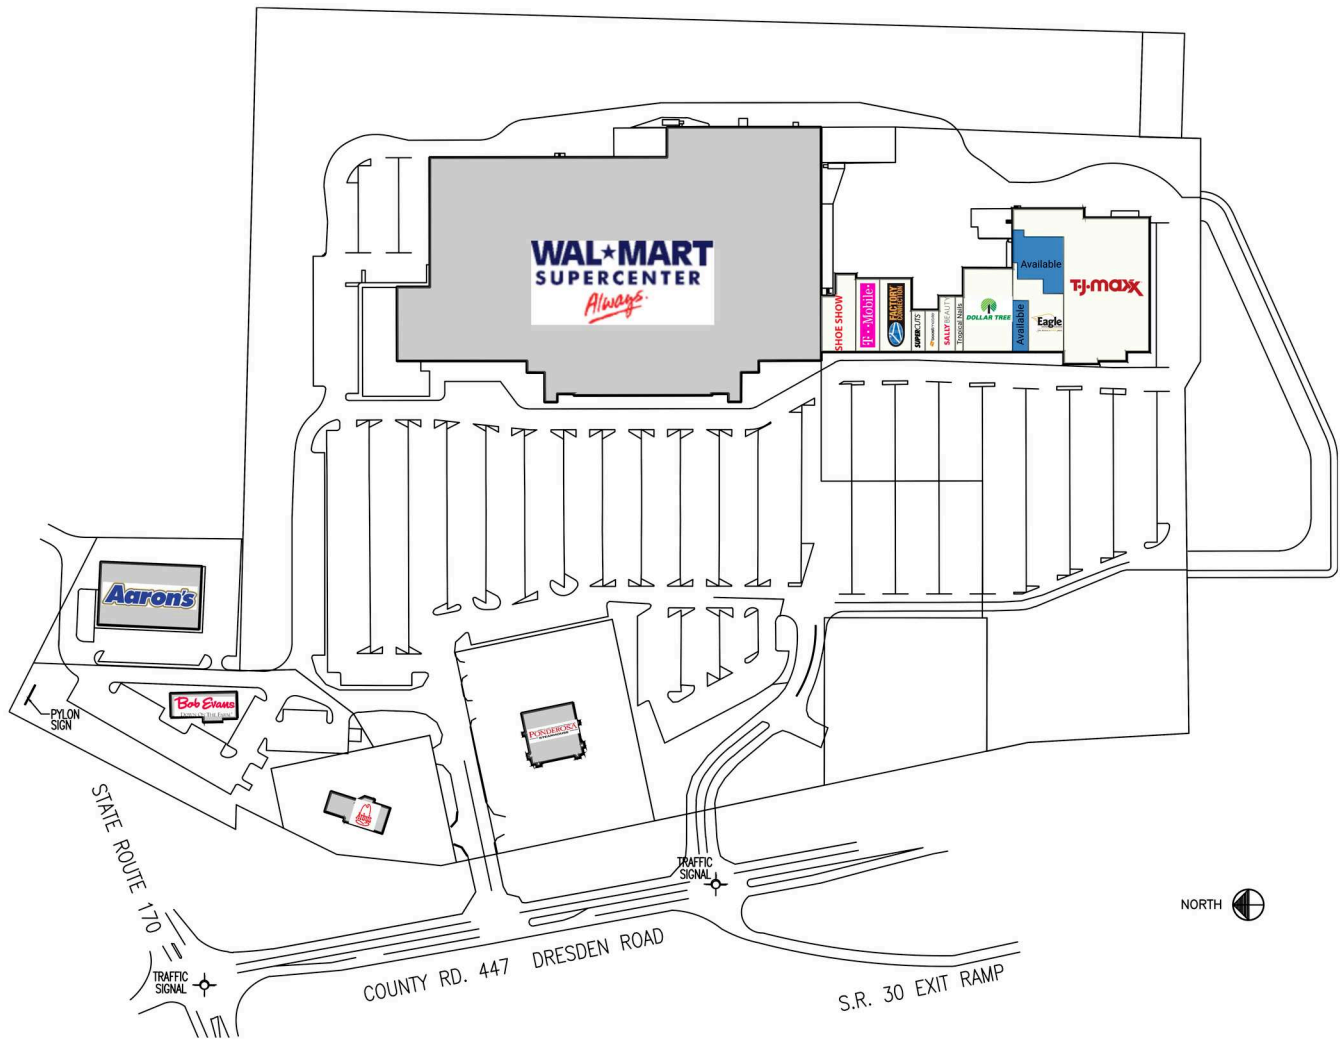 WAL★MART
SUPERCENTER
Always.
SHOE SHOW
T··Mobile·
FACTORY
CONNECTION
SUPERCUTS
SALLY BEAUTY
Tropical Nails
DOLLAR TREE
Available
Available
Eagle
T·J·maxx
Aaron's
Bob Evans
PONDEROSA
STEAKHOUSE
PYLON
SIGN
STATE ROUTE 170
TRAFFIC
SIGNAL
TRAFFIC
SIGNAL
COUNTY RD. 447 DRESDEN ROAD
S.R. 30 EXIT RAMP
NORTH